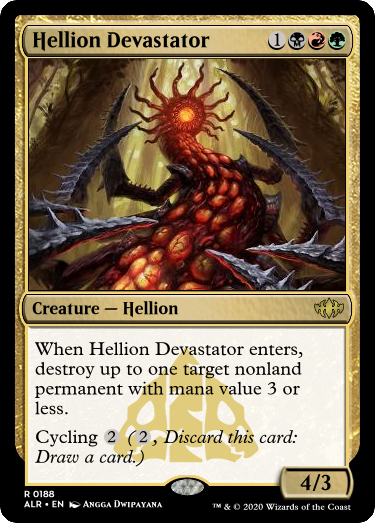 Hellion Devastator 1
Creature — Hellion
When Hellion Devastator enters,
destroy up to one target nonland
permanent with mana value 3 or
less.
Cycling 2 (2, Discard this card:
Draw a card.)
4/3
R 0188
ALR • EN Angga Dwipayana
™ & © 2020 Wizards of the Coast